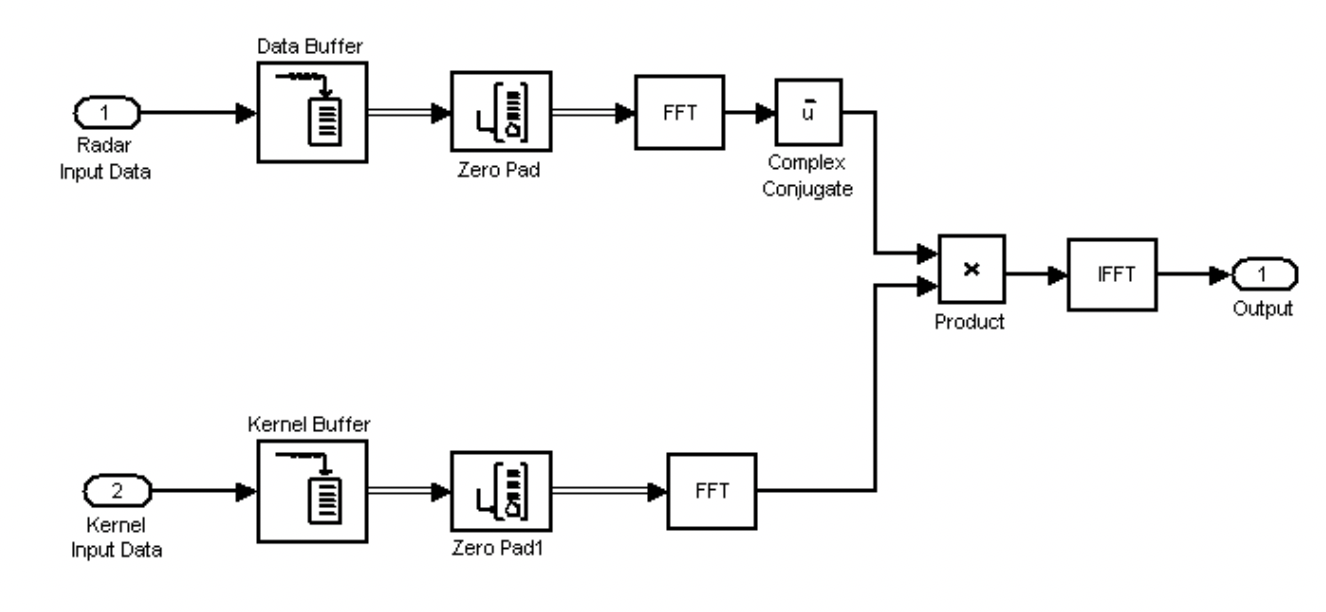 Data Buffer
1
Radar
Input Data
Zero Pad
FFT
ū
Complex
Conjugate
×
Product
IFFT
1
Output
Kernel Buffer
2
Kernel
Input Data
Zero Pad1
FFT